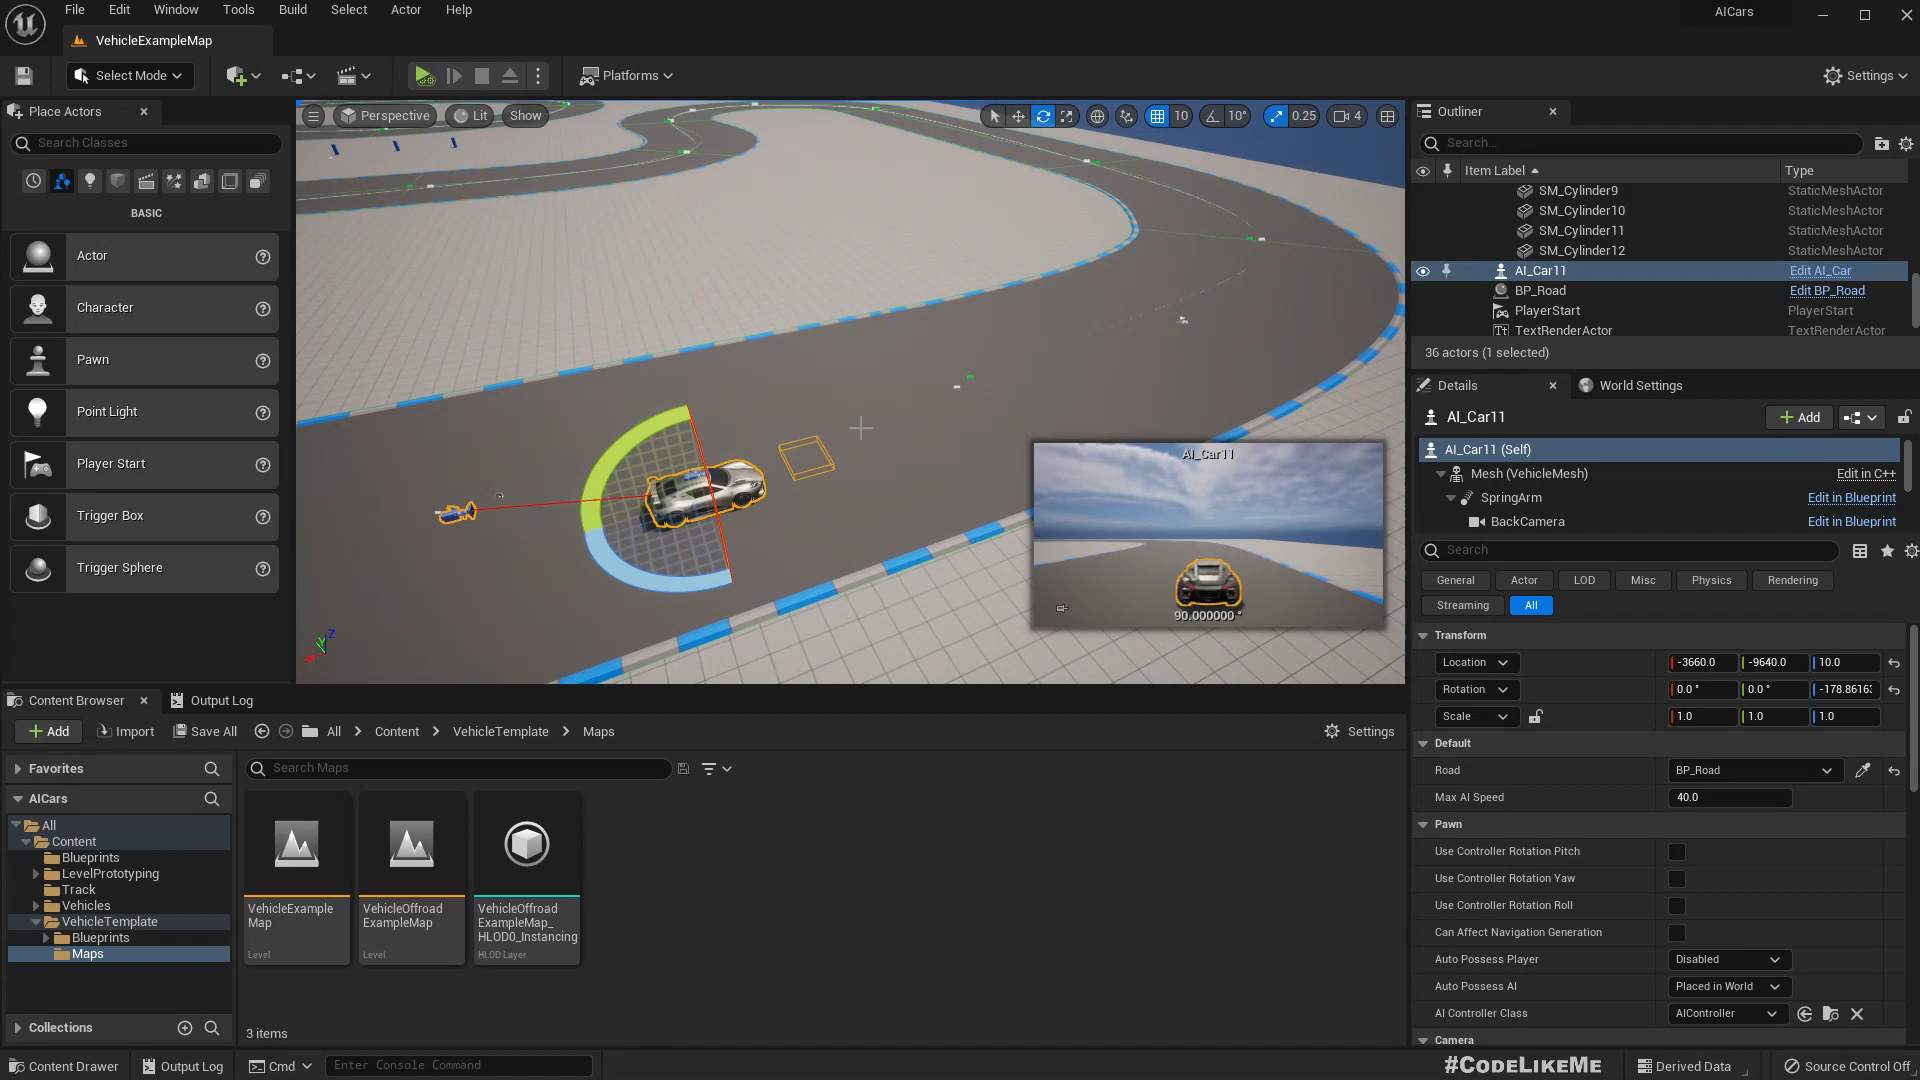 File Edit Window Tools Build Select Actor Help
AICars
VehicleExampleMap
Select Mode
Platforms
Settings
Place Actors
Search Classes
BASIC
Actor
Character
Pawn
Point Light
Player Start
Trigger Box
Trigger Sphere
Perspective Lit Show
10 10° 0.25 4
AI_Car11
90.000000 °
Z
Outliner
Search...
Item Label Type
SM_Cylinder9 StaticMeshActor
SM_Cylinder10 StaticMeshActor
SM_Cylinder11 StaticMeshActor
SM_Cylinder12 StaticMeshActor
AI_Car11 Edit AI_Car
BP_Road Edit BP_Road
PlayerStart PlayerStart
TextRenderActor TextRenderActor
36 actors (1 selected)
Details World Settings
AI_Car11 Add
AI_Car11 (Self)
Mesh (VehicleMesh) Edit in C++
SpringArm Edit in Blueprint
BackCamera Edit in Blueprint
Search
General Actor LOD Misc Physics Rendering
Streaming All
Transform
Location -3660.0 -9640.0 10.0
Rotation 0.0 ° 0.0 °
Scale 1.0 1.0 1.0
Default
Road BP_Road
Max AI Speed 40.0
Pawn
Use Controller Rotation Pitch
Use Controller Rotation Yaw
Use Controller Rotation Roll
Can Affect Navigation Generation
Auto Possess Player Disabled
Auto Possess AI Placed in World
AI Controller Class AIController
Camera
Content Browser Output Log
Add Import Save All All Content VehicleTemplate Maps Settings
Favorites
AICars
All
Content
Blueprints
LevelPrototyping
Track
Vehicles
VehicleTemplate
Blueprints
Maps
Collections
Search Maps
VehicleExample
Map
Level
VehicleOffroad
ExampleMap
Level
VehicleOffroad
ExampleMap_
HLOD0_Instancing
HLOD Layer
3 items
Content Drawer Output Log Cmd Enter Console Command
#CODELIKEME
Derived Data Source Control Off